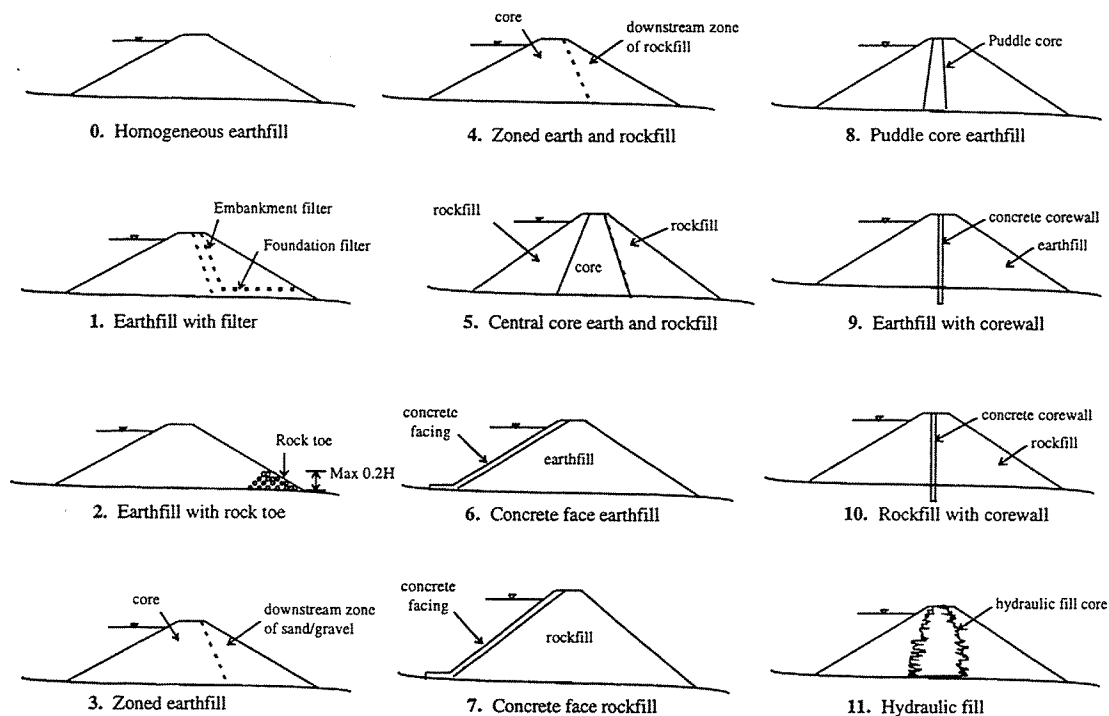 0. Homogeneous earthfill
Embankment filter
Foundation filter
1. Earthfill with filter
Rock toe
Max 0.2H
2. Earthfill with rock toe
core
downstream zone
of sand/gravel
3. Zoned earthfill
core
downstream zone
of rockfill
4. Zoned earth and rockfill
rockfill
rockfill
core
5. Central core earth and rockfill
concrete
facing
earthfill
6. Concrete face earthfill
concrete
facing
rockfill
7. Concrete face rockfill
Puddle core
8. Puddle core earthfill
concrete corewall
earthfill
9. Earthfill with corewall
concrete corewall
rockfill
10. Rockfill with corewall
hydraulic fill core
11. Hydraulic fill